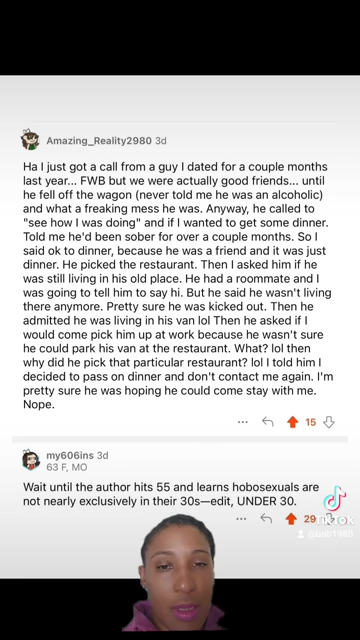 Amazing_Reality2980 3d
Ha I just got a call from a guy I dated for a couple months
last year... FWB but we were actually good friends... until
he fell off the wagon (never told me he was an alcoholic)
and what a freaking mess he was. Anyway, he called to
"see how I was doing" and if I wanted to get some dinner.
Told me he'd been sober for over a couple months. So I
said ok to dinner, because he was a friend and it was just
dinner. He picked the restaurant. Then I asked him if he
was still living in his old place. He had a roommate and I
was going to tell him to say hi. But he said he wasn't living
there anymore. Pretty sure he was kicked out. Then he
admitted he was living in his van lol Then he asked if I
would come pick him up at work because he wasn't sure
he could park his van at the restaurant. What? lol then
why did he pick that particular restaurant? lol I told him I
decided to pass on dinner and don't contact me again. I'm
pretty sure he was hoping he could come stay with me.
Nope.
... 15
my606ins 3d
63 F, MO
Wait until the author hits 55 and learns hobosexuals are
not nearly exclusively in their 30s—edit, UNDER 30.
... 29
TikTok